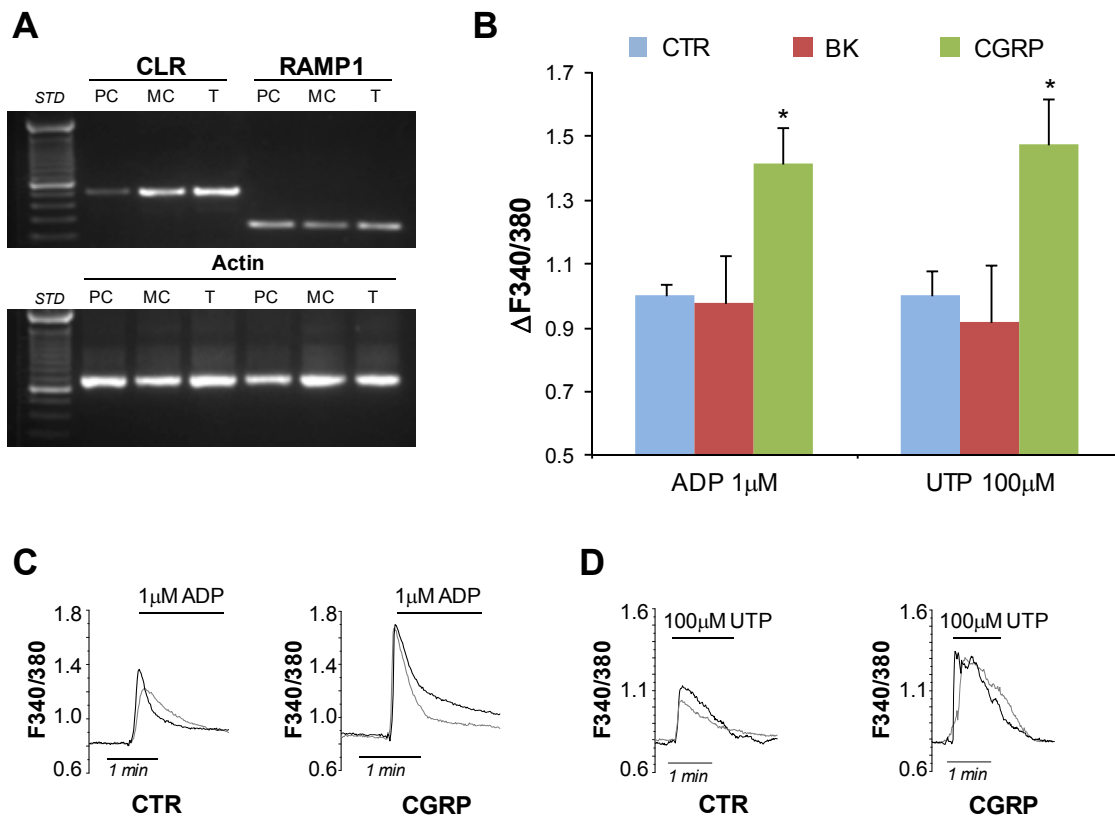 A
CLR RAMP1
STD PC MC T PC MC T
Actin
STD PC MC T PC MC T
B
CTR BK CGRP
ΔF340/380
1.7
1.5
1.3
1.1
0.9
0.7
0.5
* *
ADP 1μM UTP 100μM
C
F340/380
1.8
1.4
1.0
0.6
1μM ADP
1 min
CTR
F340/380
1.8
1.4
1.0
0.6
1μM ADP
1 min
CGRP
D
F340/380
1.6
1.1
0.6
100μM UTP
1 min
CTR
F340/380
1.6
1.1
0.6
100μM UTP
1 min
CGRP